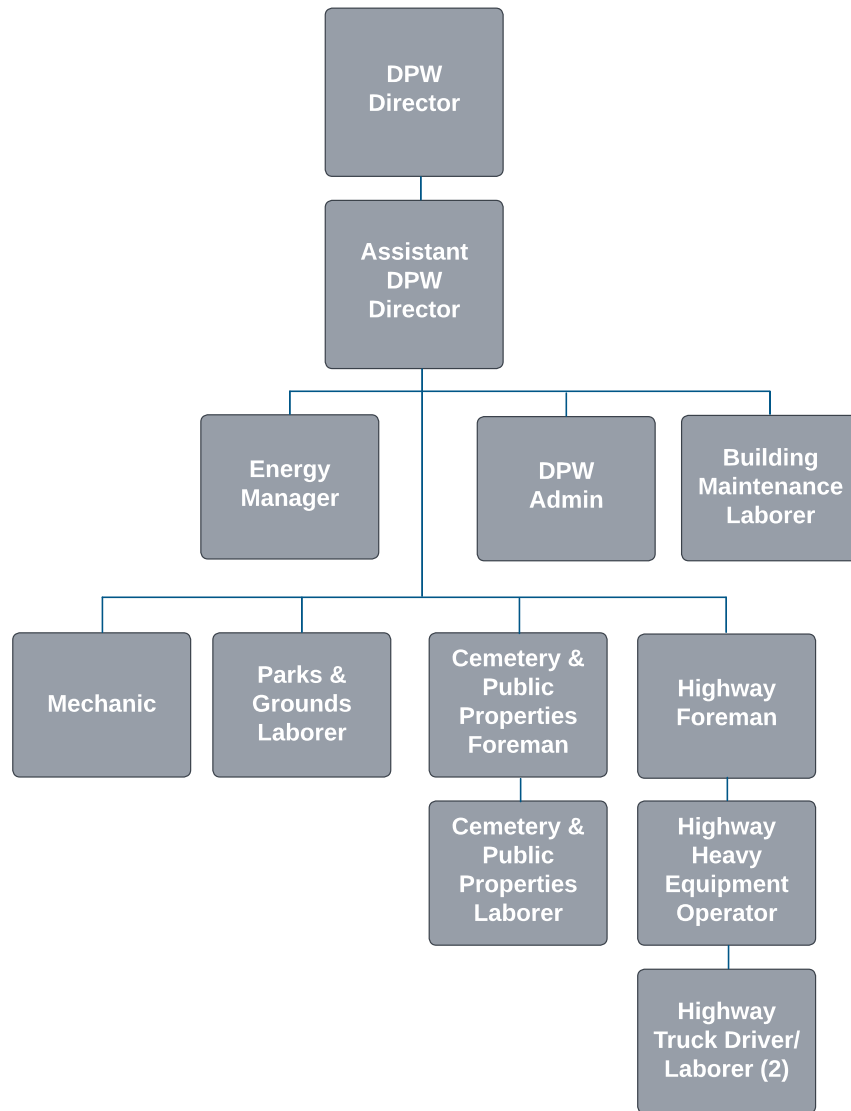 DPW
Director
Assistant
DPW
Director
Energy
Manager
DPW
Admin
Building
Maintenance
Laborer
Mechanic
Parks &
Grounds
Laborer
Cemetery &
Public
Properties
Foreman
Highway
Foreman
Cemetery &
Public
Properties
Laborer
Highway
Heavy
Equipment
Operator
Highway
Truck Driver/
Laborer (2)